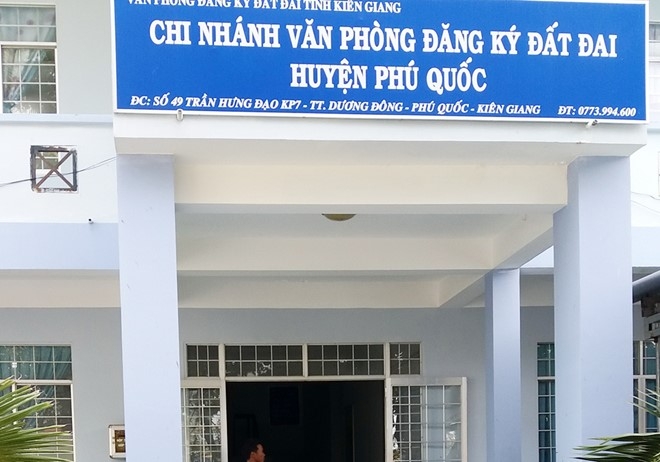 VĂN PHÒNG ĐĂNG KÝ ĐẤT ĐAI TỈNH KIÊN GIANG
CHI NHÁNH VĂN PHÒNG ĐĂNG KÝ ĐẤT ĐAI
HUYỆN PHÚ QUỐC
ĐC: SỐ 49 TRẦN HƯNG ĐẠO KP7 - TT. DƯƠNG ĐÔNG - PHÚ QUỐC - KIÊN GIANG ĐT: 0773.994.600